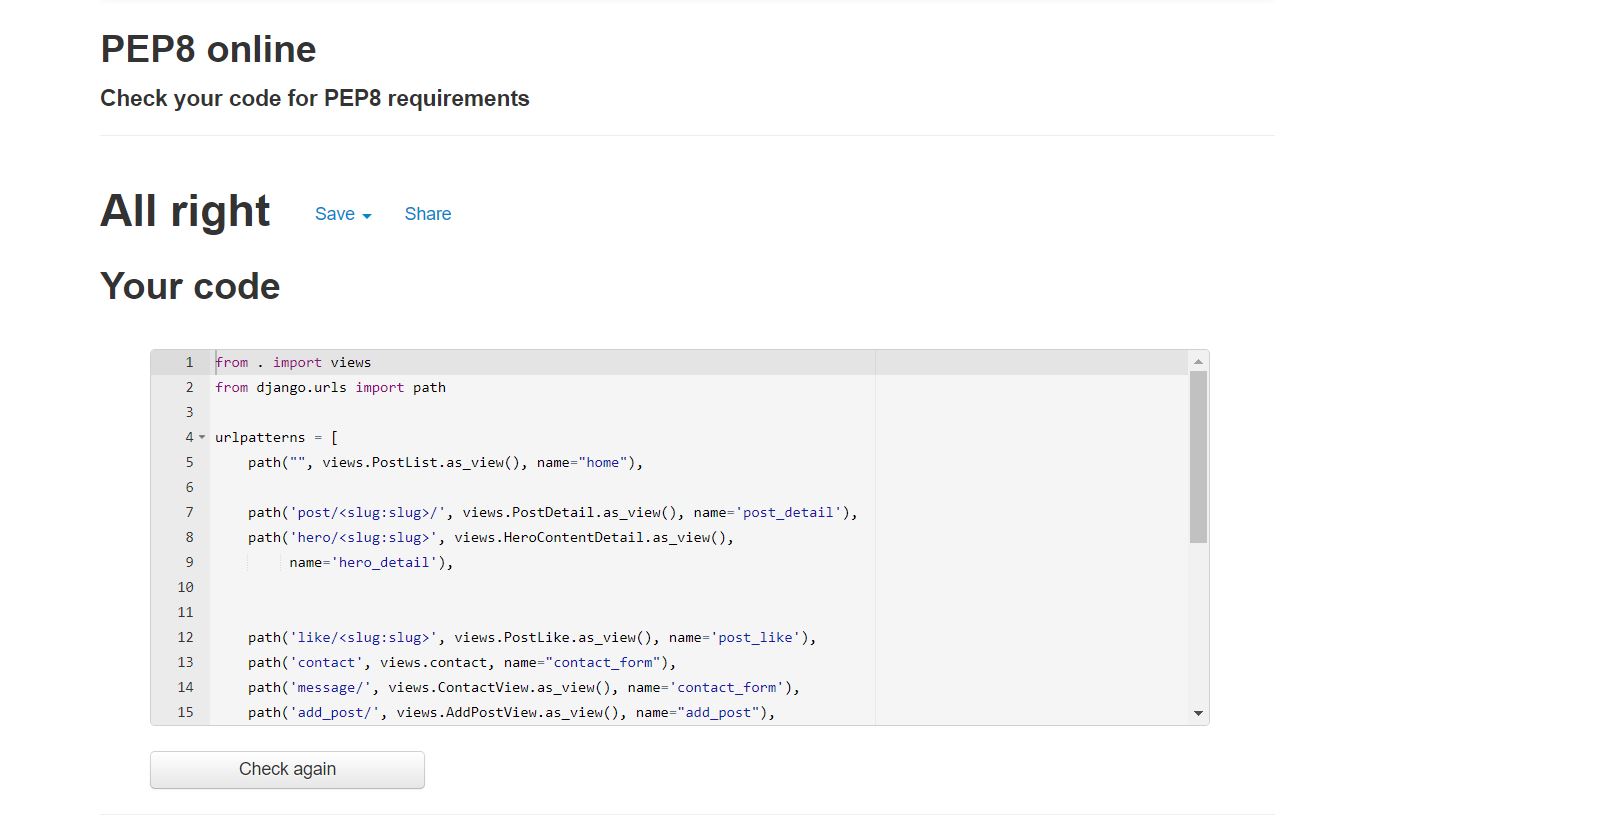 PEP8 online
Check your code for PEP8 requirements
All right Save Share
Your code
1 from . import views
2 from django.urls import path
3
4 urlpatterns = [
5     path("", views.PostList.as_view(), name="home"),
6
7     path('post/<slug:slug>/', views.PostDetail.as_view(), name='post_detail'),
8     path('hero/<slug:slug>', views.HeroContentDetail.as_view(),
9          name='hero_detail'),
10
11
12     path('like/<slug:slug>', views.PostLike.as_view(), name='post_like'),
13     path('contact', views.contact, name="contact_form"),
14     path('message/', views.ContactView.as_view(), name='contact_form'),
15     path('add_post/', views.AddPostView.as_view(), name="add_post"),
Check again